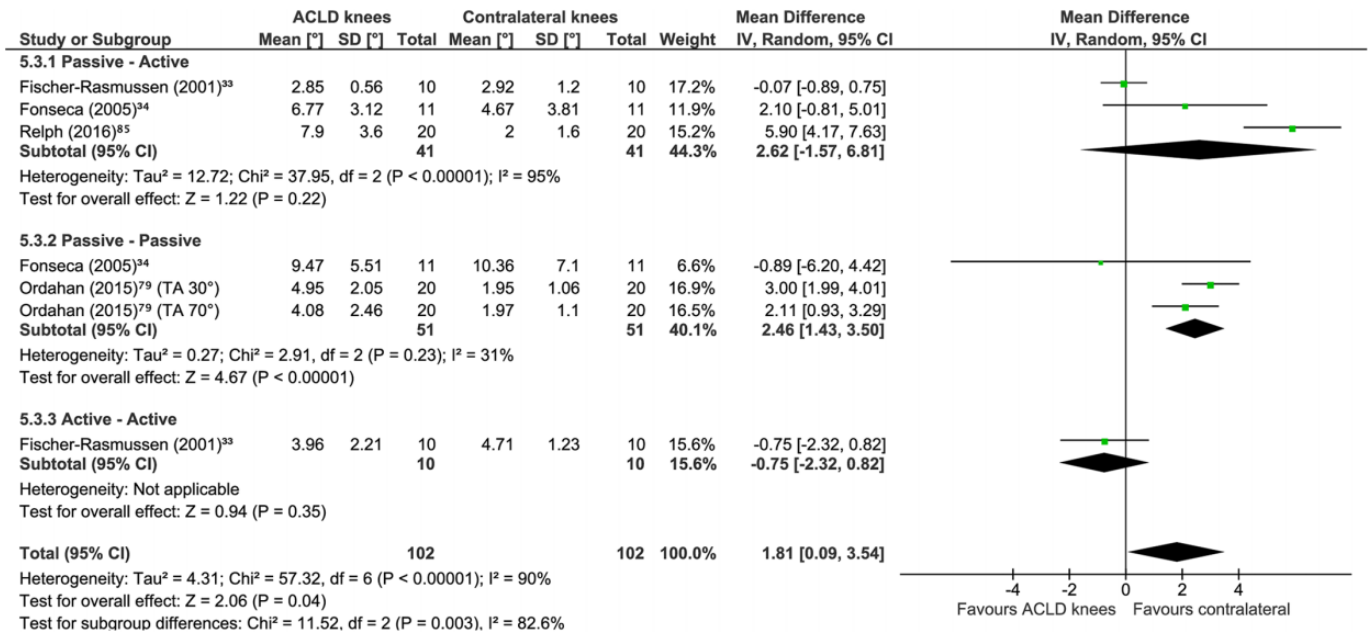 ACLD knees Contralateral knees Mean Difference Mean Difference
Study or Subgroup Mean [°] SD [°] Total Mean [°] SD [°] Total Weight IV, Random, 95% CI IV, Random, 95% CI
5.3.1 Passive - Active
Fischer-Rasmussen (2001)³³ 2.85 0.56 10 2.92 1.2 10 17.2% -0.07 [-0.89, 0.75]
Fonseca (2005)³⁴ 6.77 3.12 11 4.67 3.81 11 11.9% 2.10 [-0.81, 5.01]
Relph (2016)⁸⁵ 7.9 3.6 20 2 1.6 20 15.2% 5.90 [4.17, 7.63]
Subtotal (95% CI) 41 41 44.3% 2.62 [-1.57, 6.81]
Heterogeneity: Tau² = 12.72; Chi² = 37.95, df = 2 (P < 0.00001); I² = 95%
Test for overall effect: Z = 1.22 (P = 0.22)
5.3.2 Passive - Passive
Fonseca (2005)³⁴ 9.47 5.51 11 10.36 7.1 11 6.6% -0.89 [-6.20, 4.42]
Ordahan (2015)⁷⁹ (TA 30°) 4.95 2.05 20 1.95 1.06 20 16.9% 3.00 [1.99, 4.01]
Ordahan (2015)⁷⁹ (TA 70°) 4.08 2.46 20 1.97 1.1 20 16.5% 2.11 [0.93, 3.29]
Subtotal (95% CI) 51 51 40.1% 2.46 [1.43, 3.50]
Heterogeneity: Tau² = 0.27; Chi² = 2.91, df = 2 (P = 0.23); I² = 31%
Test for overall effect: Z = 4.67 (P < 0.00001)
5.3.3 Active - Active
Fischer-Rasmussen (2001)³³ 3.96 2.21 10 4.71 1.23 10 15.6% -0.75 [-2.32, 0.82]
Subtotal (95% CI) 10 10 15.6% -0.75 [-2.32, 0.82]
Heterogeneity: Not applicable
Test for overall effect: Z = 0.94 (P = 0.35)
Total (95% CI) 102 102 100.0% 1.81 [0.09, 3.54]
Heterogeneity: Tau² = 4.31; Chi² = 57.32, df = 6 (P < 0.00001); I² = 90%
Test for overall effect: Z = 2.06 (P = 0.04)
Test for subgroup differences: Chi² = 11.52, df = 2 (P = 0.003), I² = 82.6%
-4 -2 0 2 4
Favours ACLD knees Favours contralateral